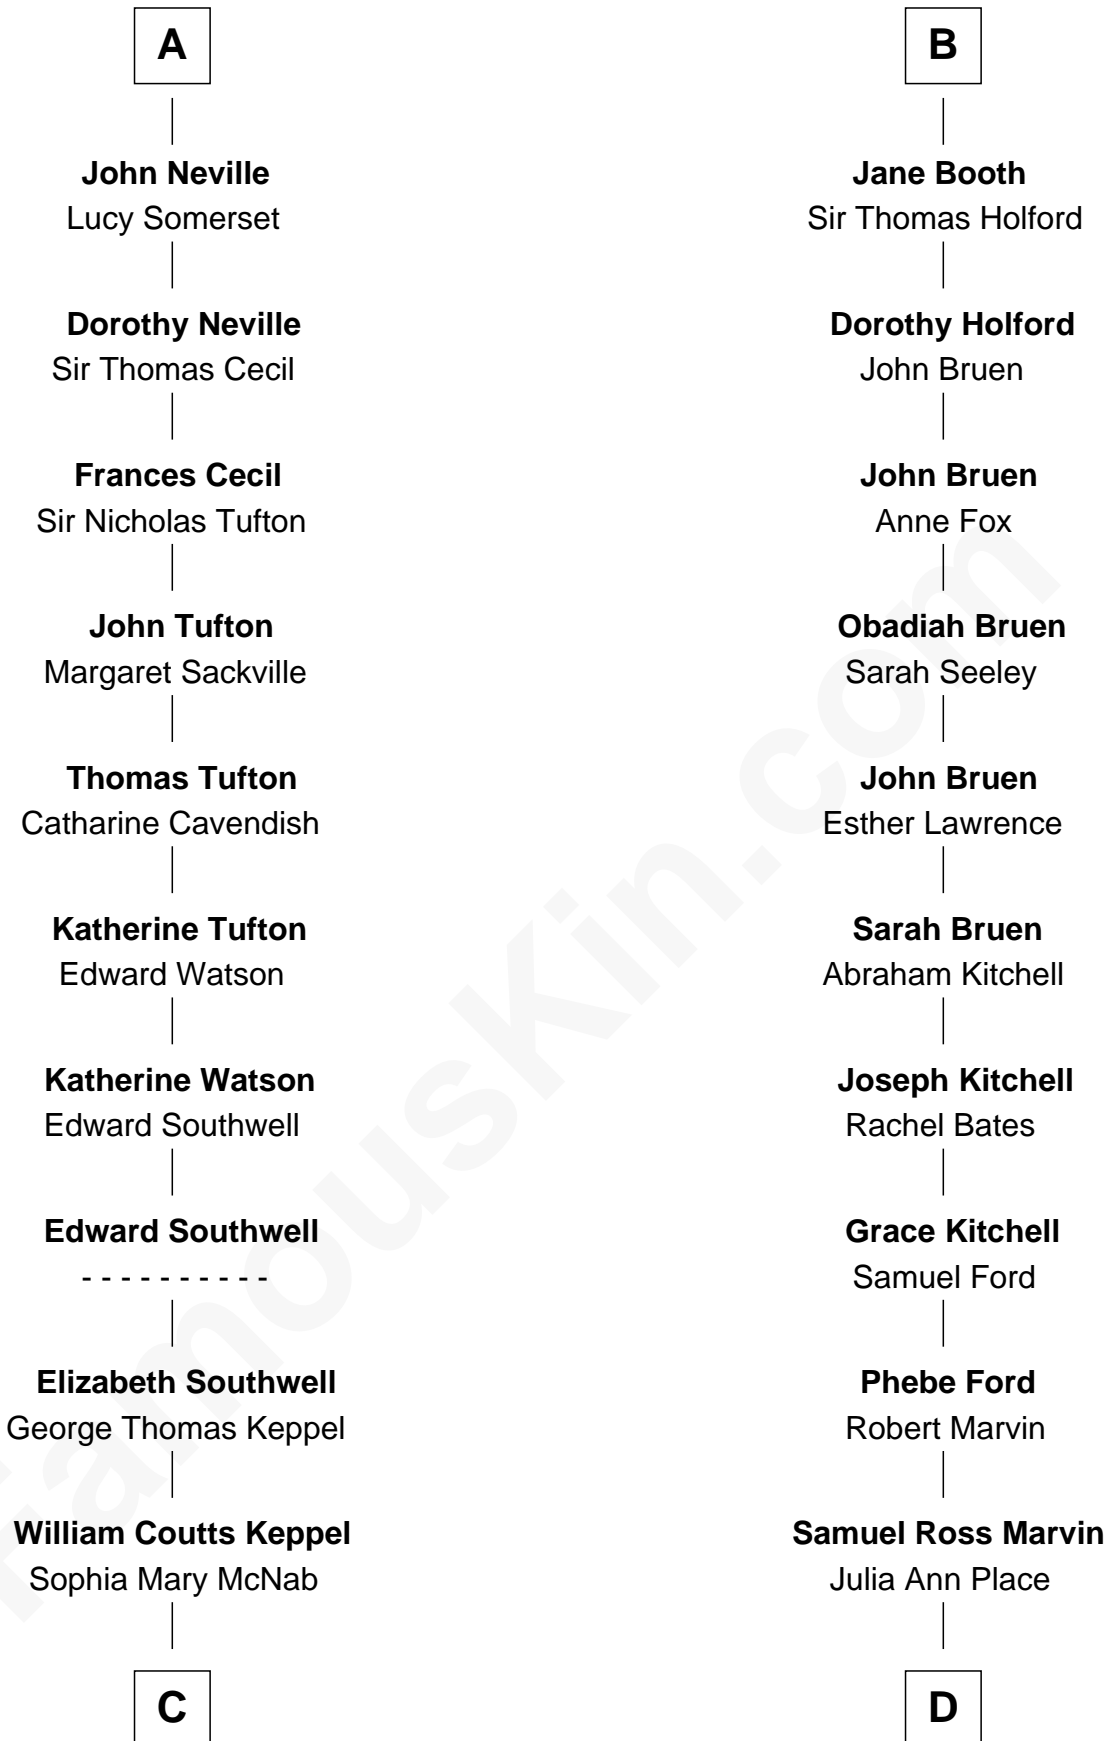 A
John Neville
Lucy Somerset
Dorothy Neville
Sir Thomas Cecil
Frances Cecil
Sir Nicholas Tufton
John Tufton
Margaret Sackville
Thomas Tufton
Catharine Cavendish
Katherine Tufton
Edward Watson
Katherine Watson
Edward Southwell
Edward Southwell
- - - - - - - - - -
Elizabeth Southwell
George Thomas Keppel
William Coutts Keppel
Sophia Mary McNab
C
B
Jane Booth
Sir Thomas Holford
Dorothy Holford
John Bruen
John Bruen
Anne Fox
Obadiah Bruen
Sarah Seeley
John Bruen
Esther Lawrence
Sarah Bruen
Abraham Kitchell
Joseph Kitchell
Rachel Bates
Grace Kitchell
Samuel Ford
Phebe Ford
Robert Marvin
Samuel Ross Marvin
Julia Ann Place
D
FamousKin.com